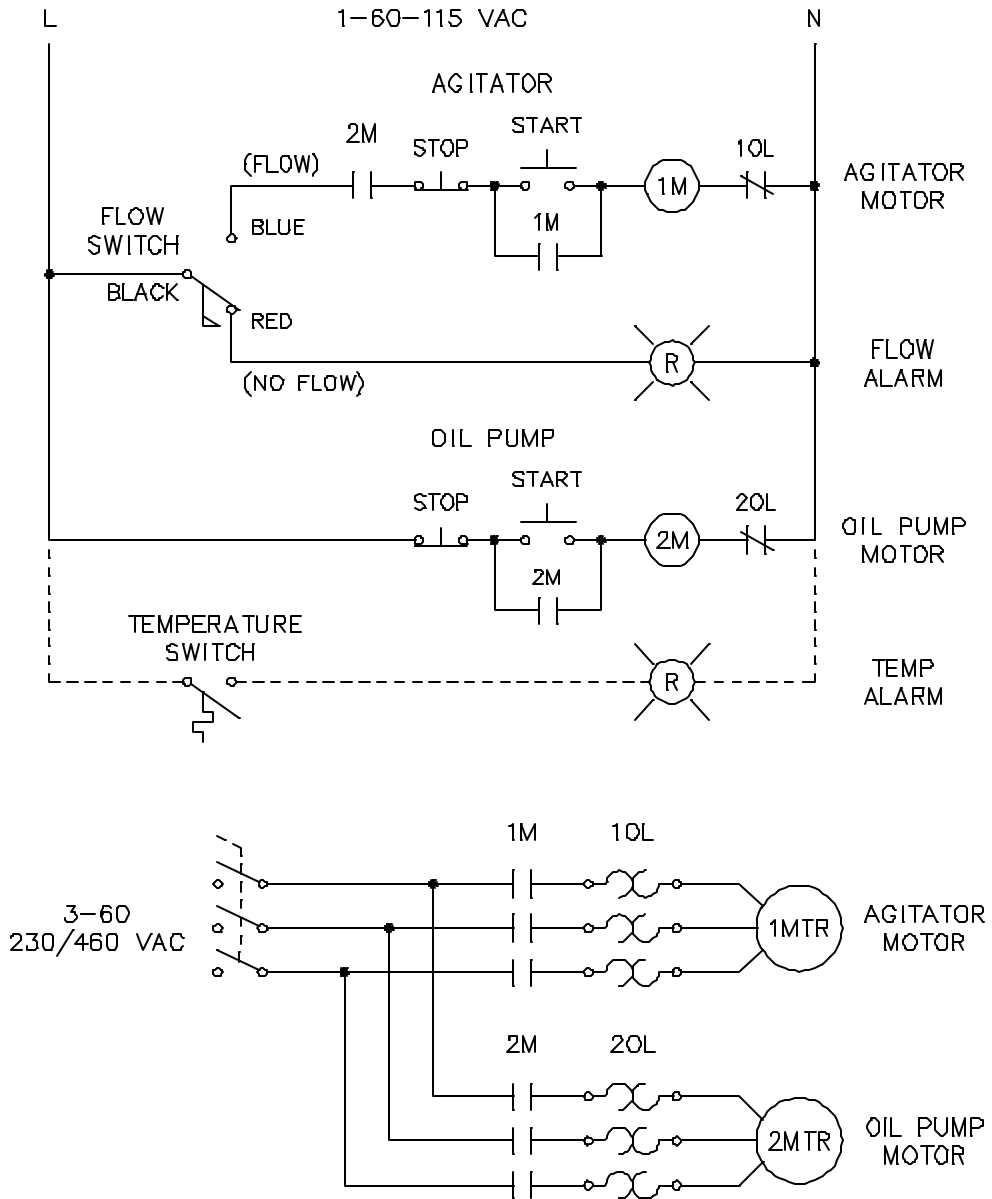 L
1-60-115 VAC
N
AGITATOR
START
2M
STOP
1OL
(FLOW)
1M
AGITATOR
MOTOR
FLOW
SWITCH
BLUE
1M
BLACK
RED
R
FLOW
ALARM
(NO FLOW)
OIL PUMP
START
STOP
2OL
2M
OIL PUMP
MOTOR
2M
TEMPERATURE
SWITCH
R
TEMP
ALARM
1M
1OL
3-60
230/460 VAC
1MTR
AGITATOR
MOTOR
2M
2OL
2MTR
OIL PUMP
MOTOR